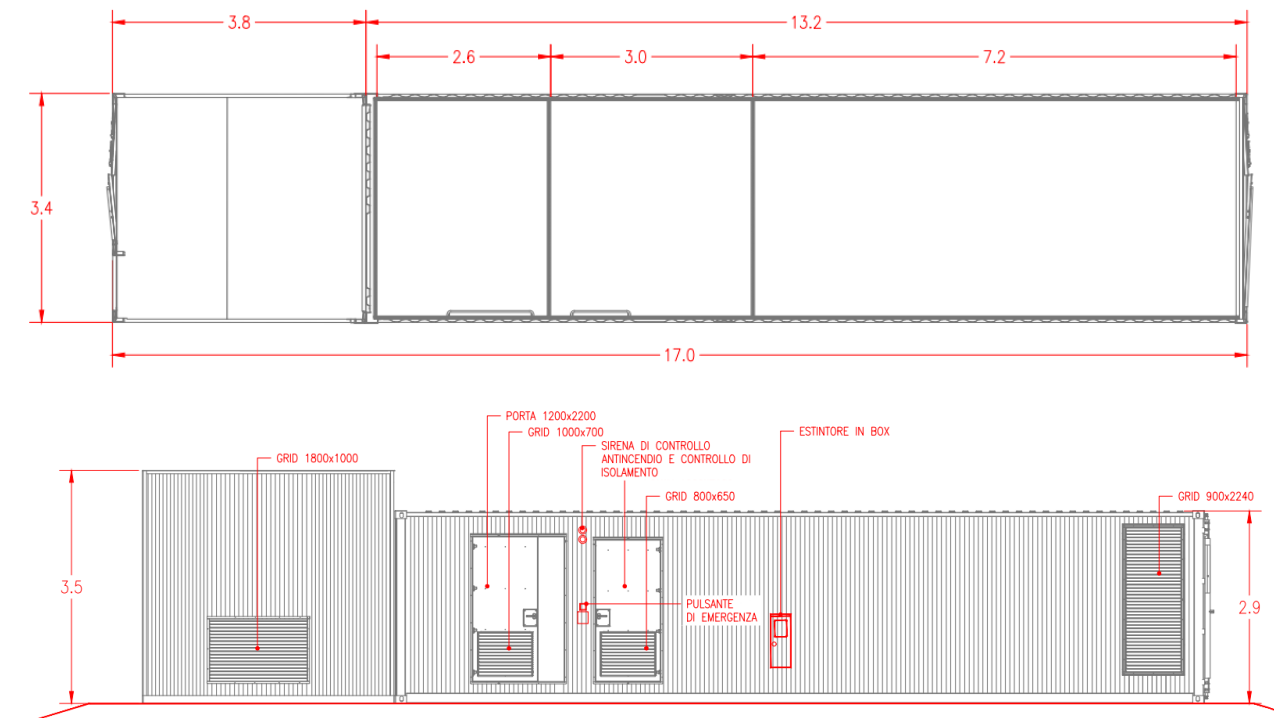 3.8
13.2
2.6
3.0
7.2
3.4
17.0
PORTA 1200x2200
GRID 1000x700
SIRENA DI CONTROLLO
ANTINCENDIO E CONTROLLO DI
ISOLAMENTO
ESTINTORE IN BOX
GRID 1800x1000
GRID 800x650
GRID 900x2240
3.5
PULSANTE
DI EMERGENZA
2.9